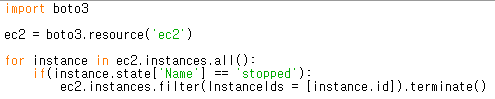 import boto3
ec2 = boto3.resource('ec2')
for instance in ec2.instances.all():
    if(instance.state['Name'] == 'stopped'):
        ec2.instances.filter(InstanceIds = [instance.id]).terminate()